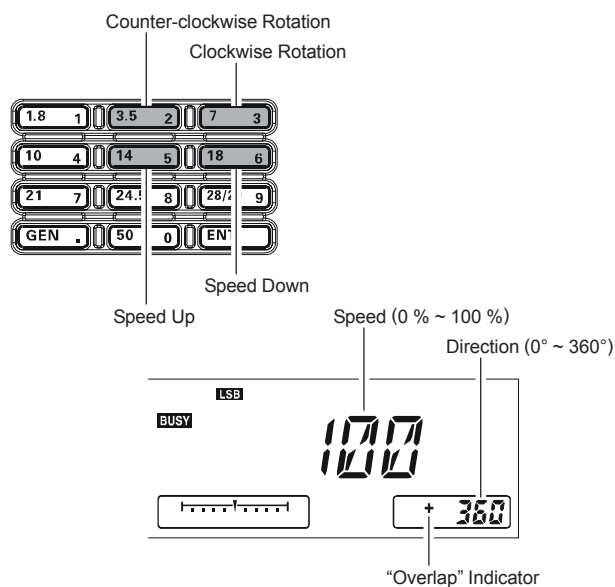 Counter-clockwise Rotation
Clockwise Rotation
1.8 1 3.5 2 7 3
10 4 14 5 18 6
21 7 24.5 8 9
GEN . 50 0 ENT
Speed Down
Speed Up
Speed (0 % ~ 100 %)
Direction (0° ~ 360°)
LSB
BUSY
100
+ 360
“Overlap” Indicator